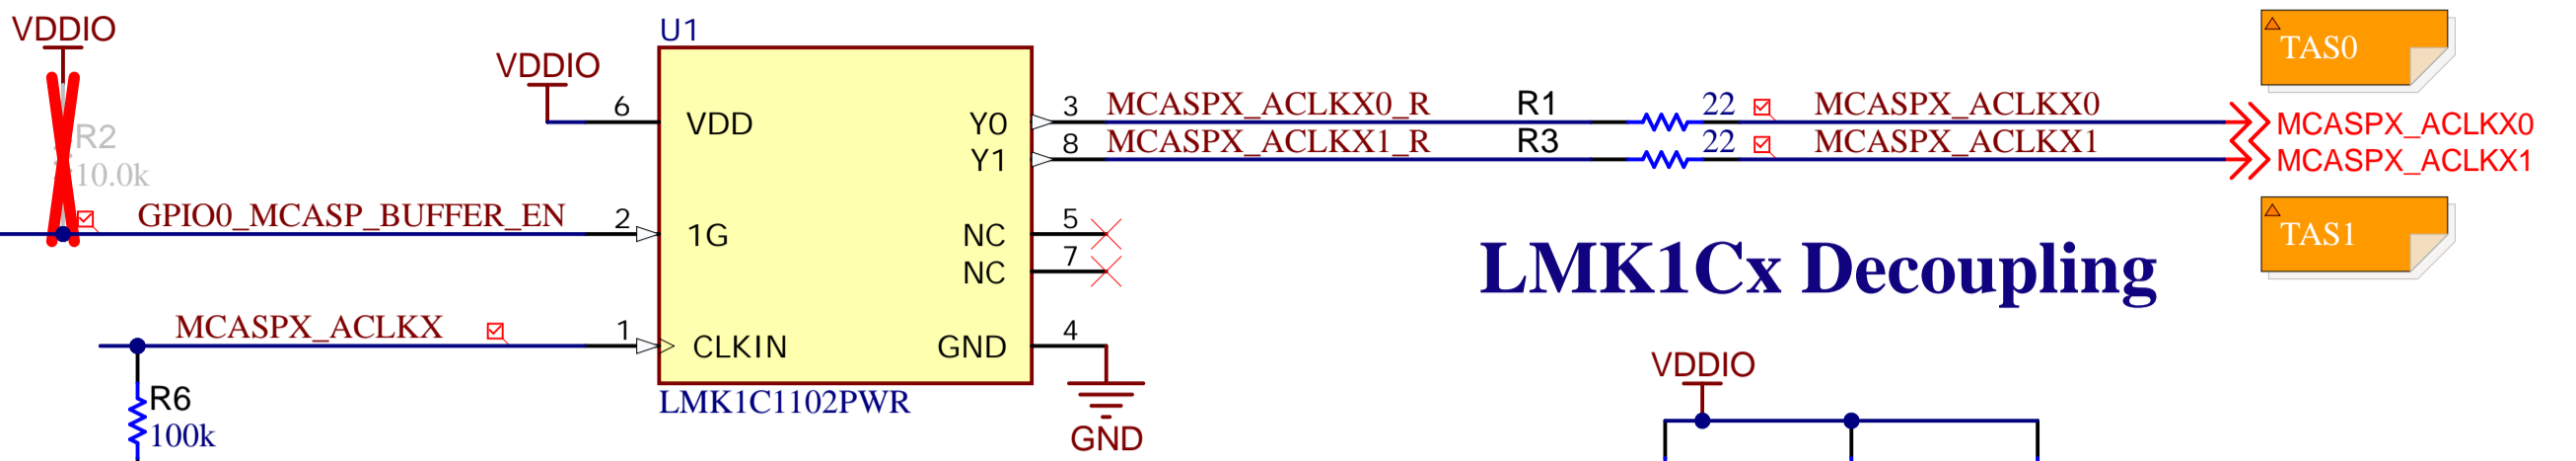 VDDIO
R2
10.0k
GPIO0_MCASP_BUFFER_EN
MCASPX_ACLKX
R6
100k
VDDIO
U1
6 VDD
2 1G
1 CLKIN
Y0 3
Y1 8
NC 5
NC 7
GND 4
LMK1C1102PWR
GND
MCASPX_ACLKX0_R R1 22 MCASPX_ACLKX0 MCASPX_ACLKX0
MCASPX_ACLKX1_R R3 22 MCASPX_ACLKX1 MCASPX_ACLKX1
TAS0
TAS1
LMK1Cx Decoupling
VDDIO